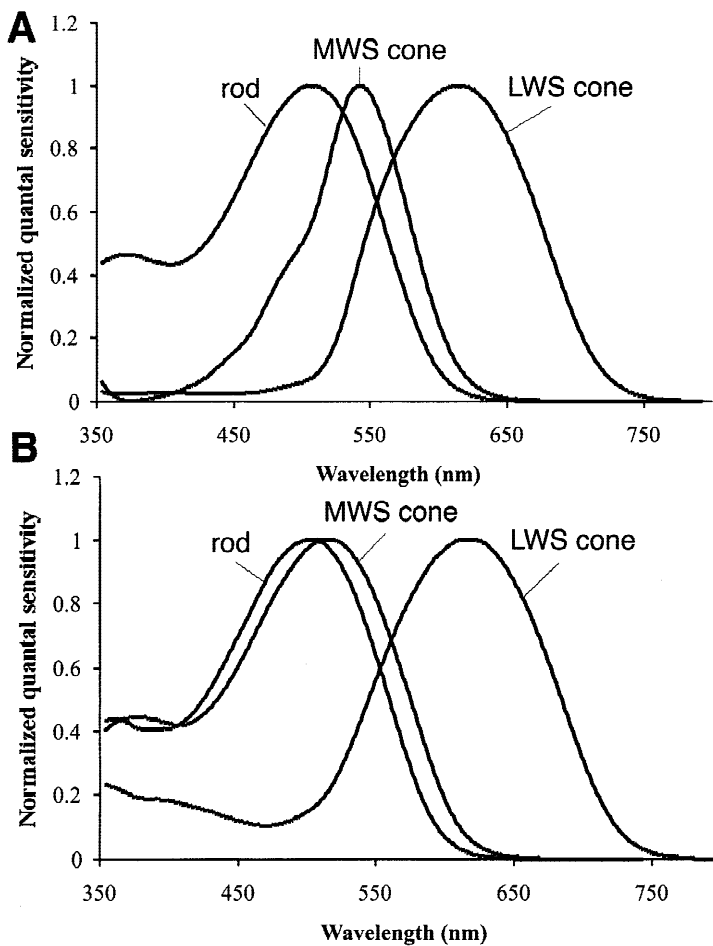 A
1.2
1
0.8
0.6
0.4
0.2
0
Normalized quantal sensitivity
rod
MWS cone
LWS cone
350 450 550 650 750
Wavelength (nm)
B
1.2
1
0.8
0.6
0.4
0.2
0
Normalized quantal sensitivity
rod
MWS cone
LWS cone
350 450 550 650 750
Wavelength (nm)